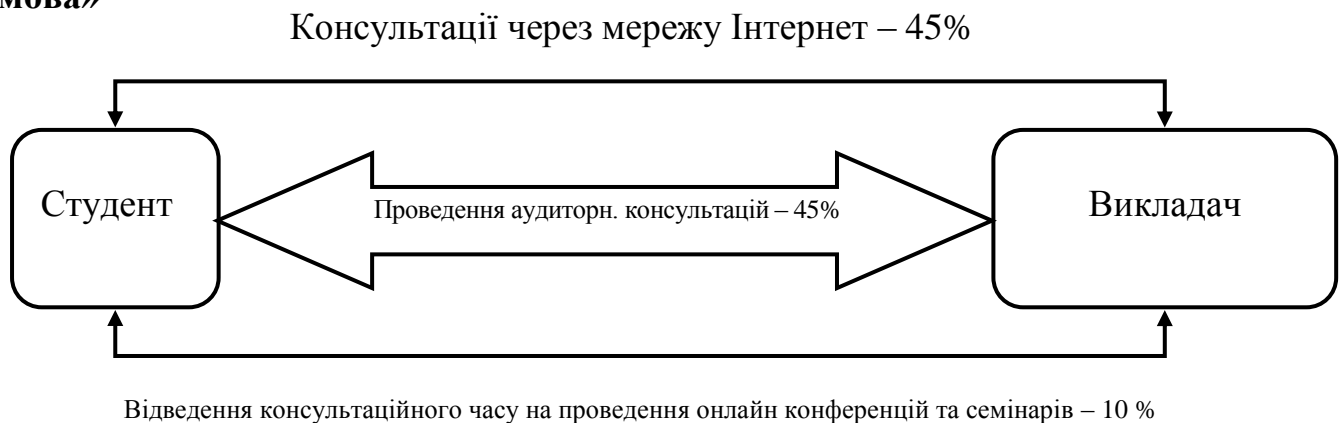 мова»
Консультації через мережу Інтернет – 45%
Студент
Проведення аудиторн. консультацій – 45%
Викладач
Відведення консультаційного часу на проведення онлайн конференцій та семінарів – 10 %